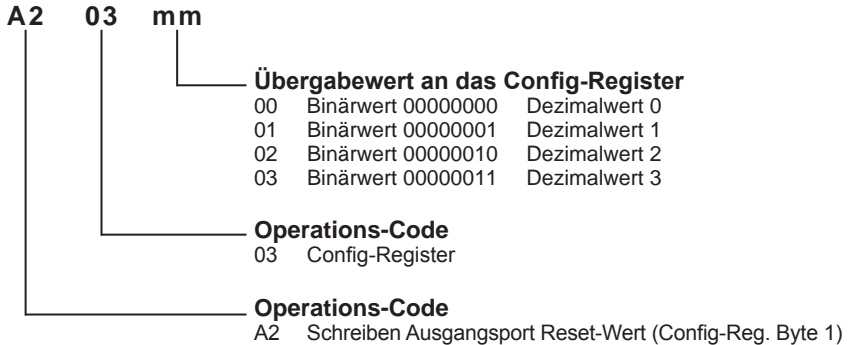 A2 03 mm
Übergabewert an das Config-Register
00 Binärwert 00000000 Dezimalwert 0
01 Binärwert 00000001 Dezimalwert 1
02 Binärwert 00000010 Dezimalwert 2
03 Binärwert 00000011 Dezimalwert 3
Operations-Code
03 Config-Register
Operations-Code
A2 Schreiben Ausgangsport Reset-Wert (Config-Reg. Byte 1)